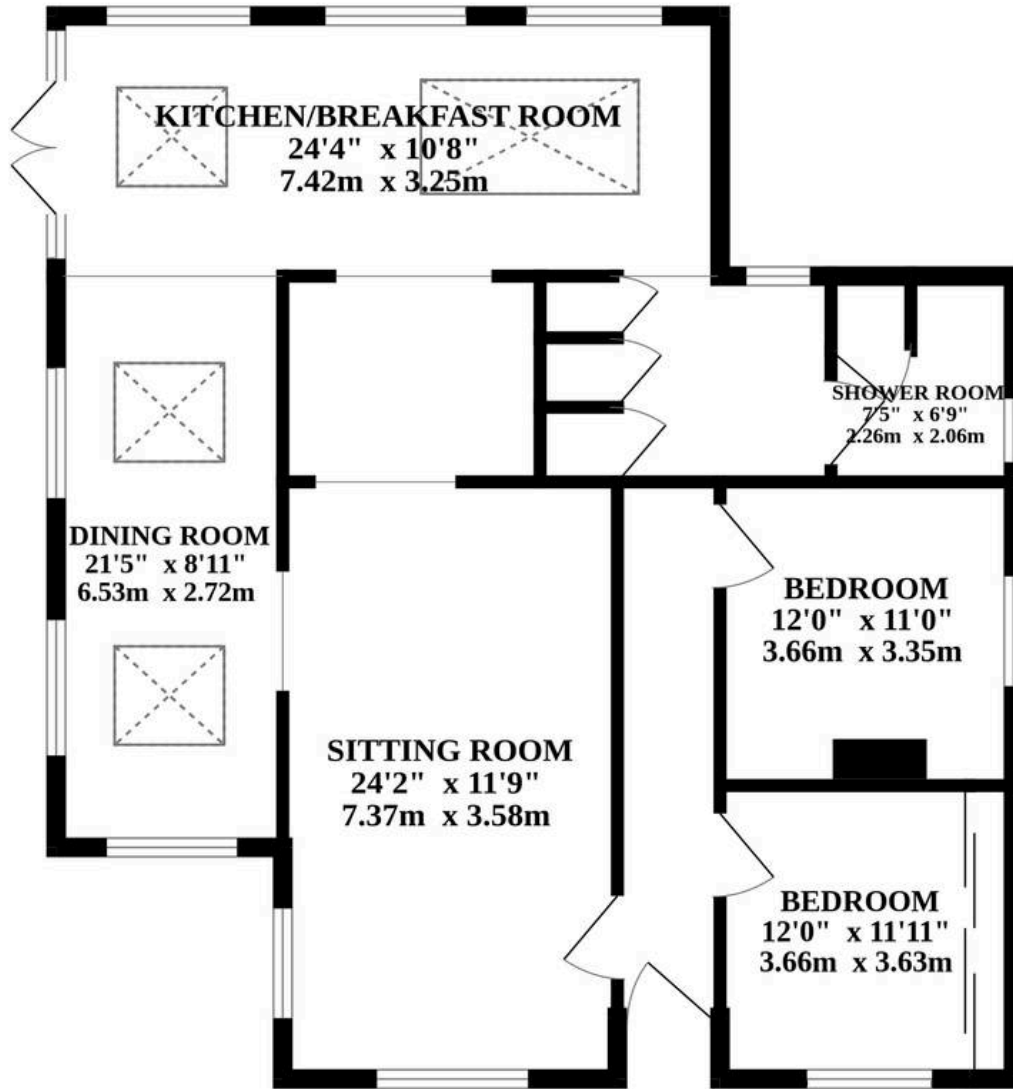 KITCHEN/BREAKFAST ROOM
24'4" x 10'8"
7.42m x 3.25m
SHOWER ROOM
7'5" x 6'9"
2.26m x 2.06m
DINING ROOM
21'5" x 8'11"
6.53m x 2.72m
BEDROOM
12'0" x 11'0"
3.66m x 3.35m
SITTING ROOM
24'2" x 11'9"
7.37m x 3.58m
BEDROOM
12'0" x 11'11"
3.66m x 3.63m